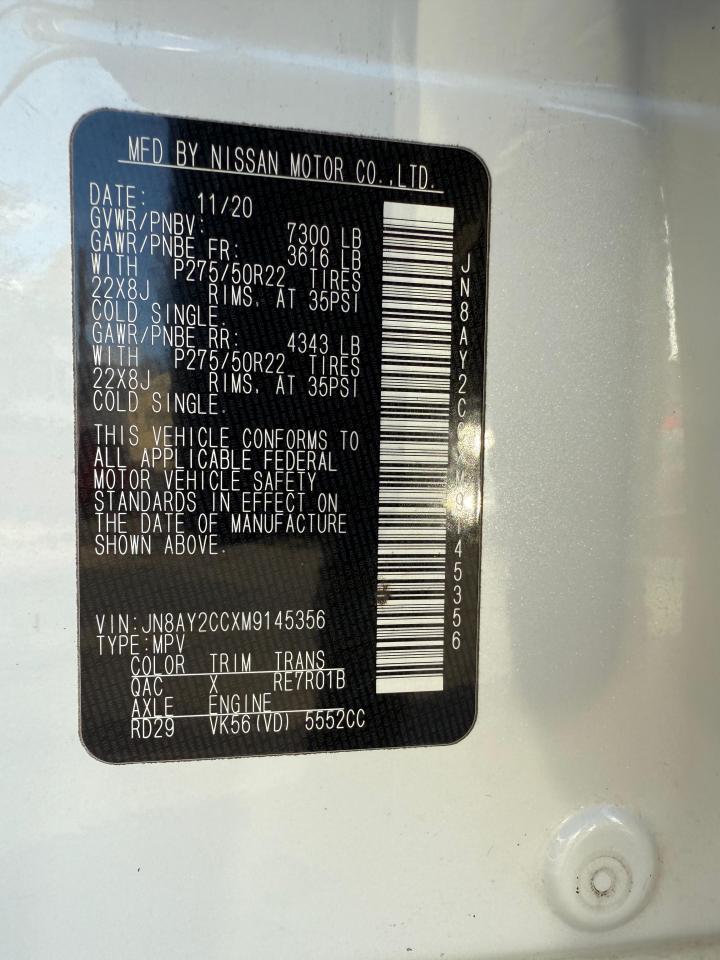 MFD BY NISSAN MOTOR CO.,LTD.
DATE: 11/20
GVWR/PNBV: 7300 LB
GAWR/PNBE FR: 3616 LB
WITH P275/50R22 TIRES
22X8J RIMS. AT 35PSI
COLD SINGLE.
GAWR/PNBE RR: 4343 LB
WITH P275/50R22 TIRES
22X8J RIMS. AT 35PSI
COLD SINGLE.
THIS VEHICLE CONFORMS TO
ALL APPLICABLE FEDERAL
MOTOR VEHICLE SAFETY
STANDARDS IN EFFECT ON
THE DATE OF MANUFACTURE
SHOWN ABOVE.
VIN:JN8AY2CCXM9145356
TYPE:MPV
COLOR TRIM TRANS
QAC X RE7R01B
AXLE ENGINE
RD29 VK56(VD) 5552CC
JN8AY2CCXM9145356